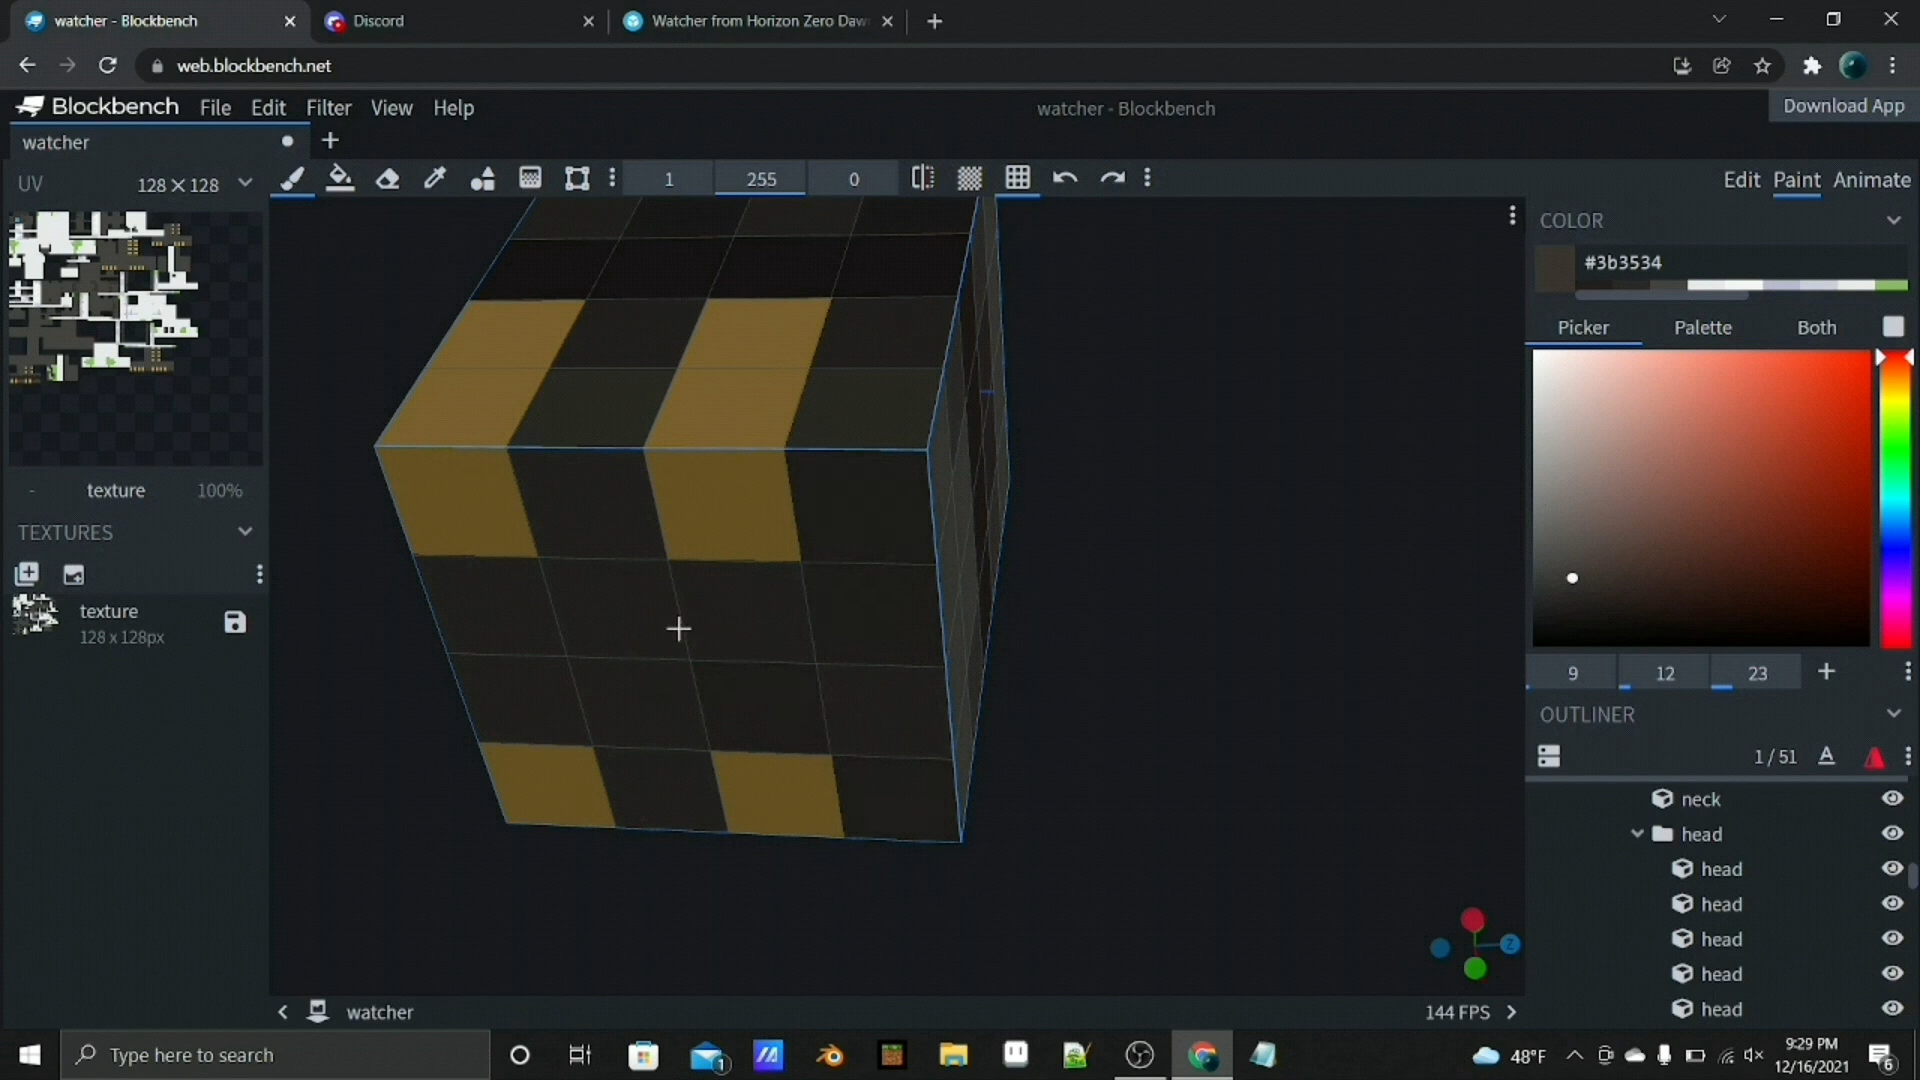 watcher - Blockbench
Discord
Watcher from Horizon Zero Daw
web.blockbench.net
Blockbench File Edit Filter View Help
watcher - Blockbench
Download App
watcher
UV 128 × 128
1 255 0
Edit Paint Animate
COLOR
#3b3534
Picker Palette Both
- texture 100%
TEXTURES
texture
128 x 128px
9 12 23
OUTLINER
1 / 51
neck
head
head
head
head
head
head
Z
watcher
144 FPS
Type here to search
1
48°F
9:29 PM
12/16/2021
6